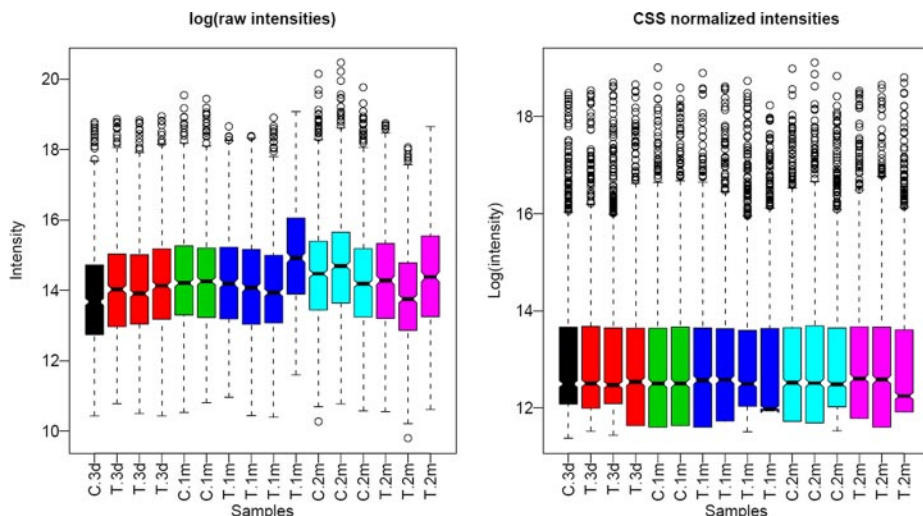 log(raw intensities)
Intensity
20
18
16
14
12
10
C.3d
T.3d
T.3d
T.3d
C.1m
C.1m
T.1m
T.1m
T.1m
T.1m
C.2m
C.2m
C.2m
T.2m
T.2m
T.2m
Samples
CSS normalized intensities
Log(intensity)
18
16
14
12
C.3d
T.3d
T.3d
T.3d
C.1m
C.1m
T.1m
T.1m
T.1m
T.1m
C.2m
C.2m
C.2m
T.2m
T.2m
T.2m
Samples